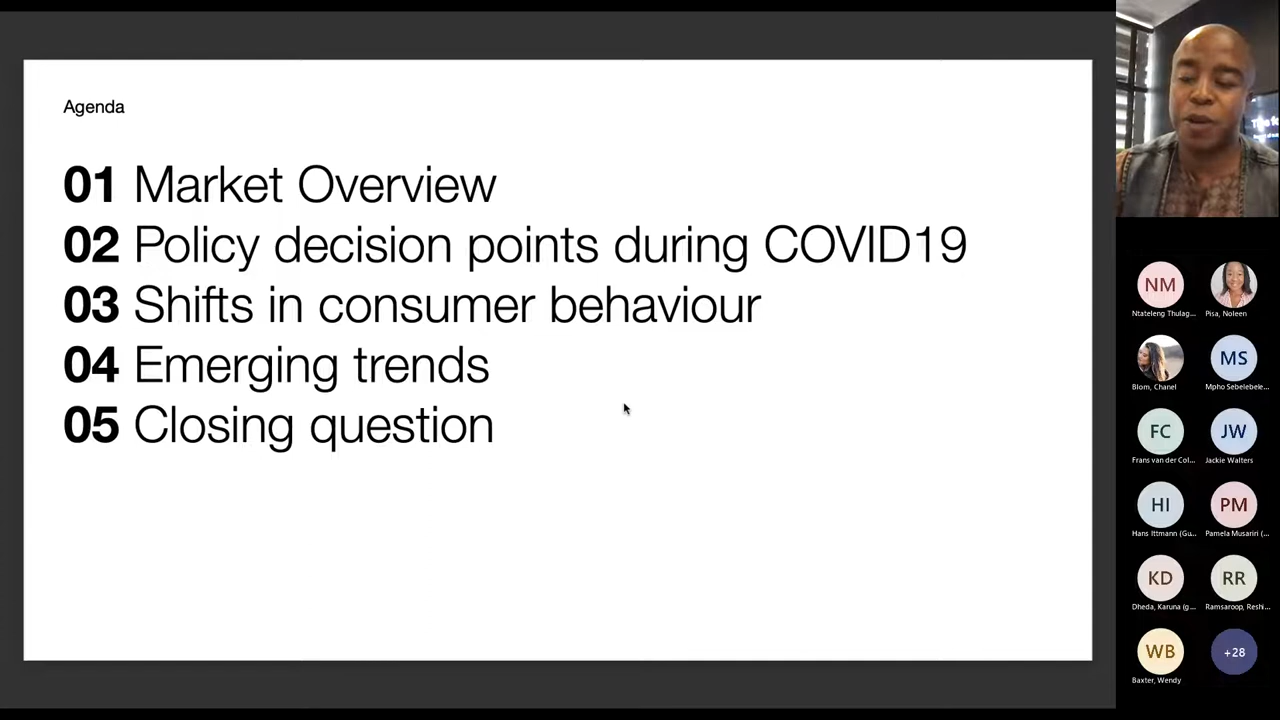 Agenda
01 Market Overview
02 Policy decision points during COVID19
03 Shifts in consumer behaviour
04 Emerging trends
05 Closing question
NM
Ntateleng Thulag...
Pisa, Noleen
Blom, Chanel
MS
Mpho Sebelebele...
FC
Frans van der Col...
JW
Jackie Walters
HI
Hans Ittmann (Gu...
PM
Pamela Musariri (...
KD
Dheda, Karuna (g...
RR
Ramsaroop, Reshi...
WB
Baxter, Wendy
+28